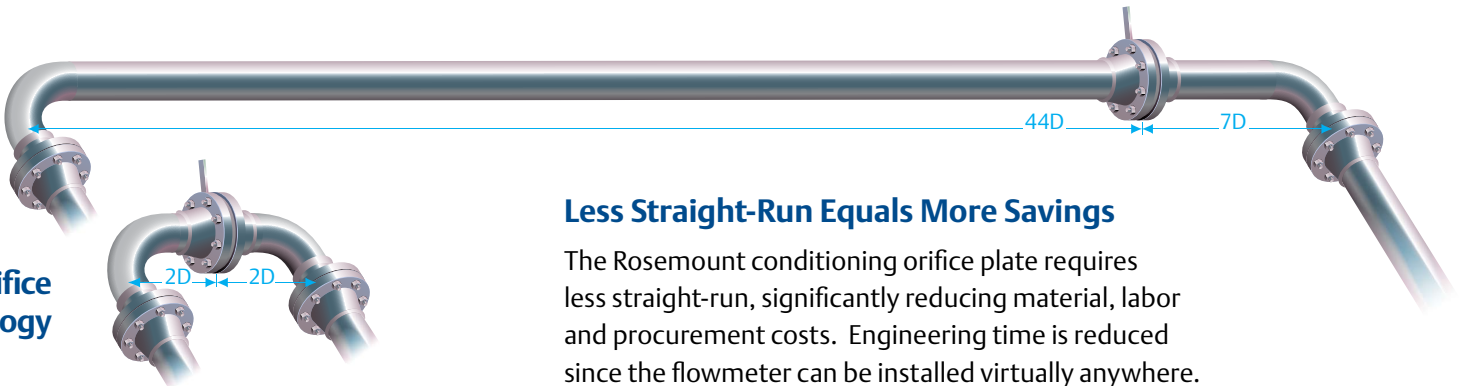 44D
7D
2D
2D
ifice
ogy
Less Straight-Run Equals More Savings
The Rosemount conditioning orifice plate requires
less straight-run, significantly reducing material, labor
and procurement costs.  Engineering time is reduced
since the flowmeter can be installed virtually anywhere.